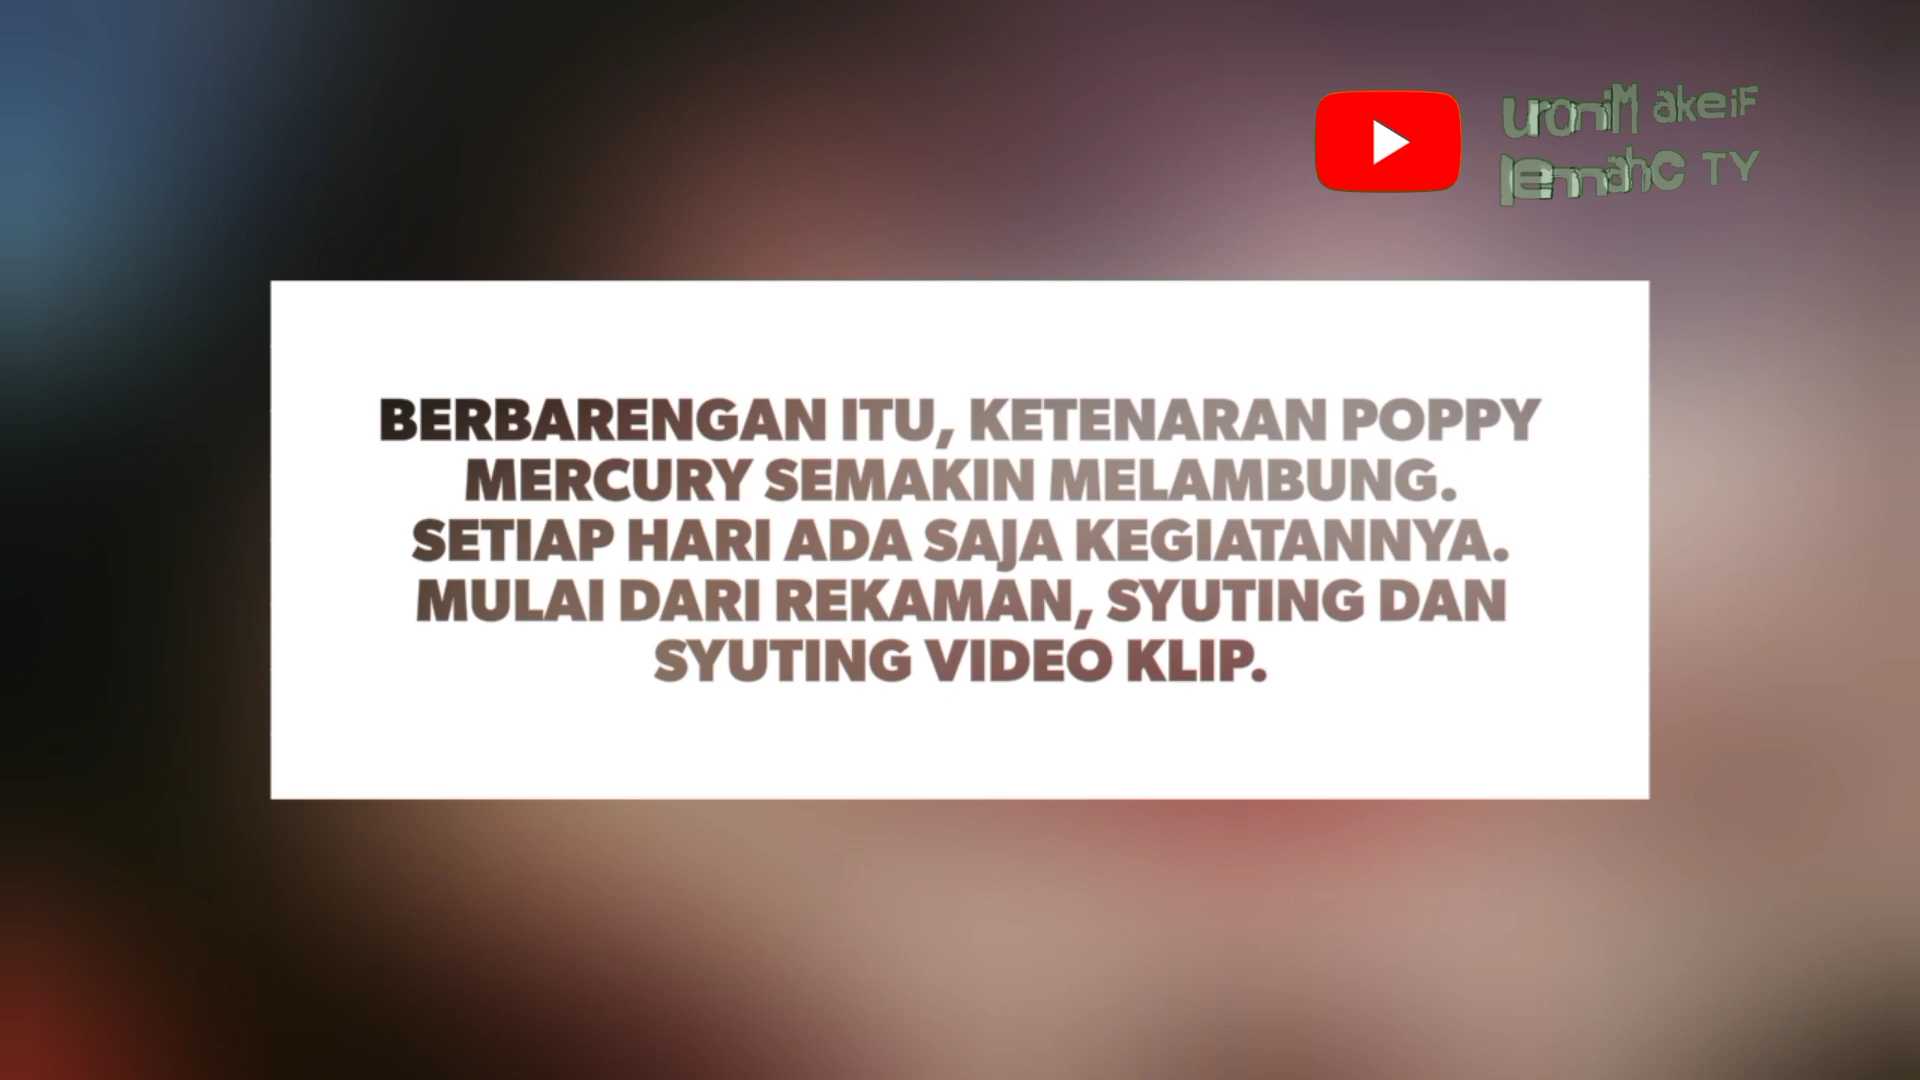 BERBARENGAN ITU, KETENARAN POPPY
MERCURY SEMAKIN MELAMBUNG.
SETIAP HARI ADA SAJA KEGIATANNYA.
MULAI DARI REKAMAN, SYUTING DAN
SYUTING VIDEO KLIP.